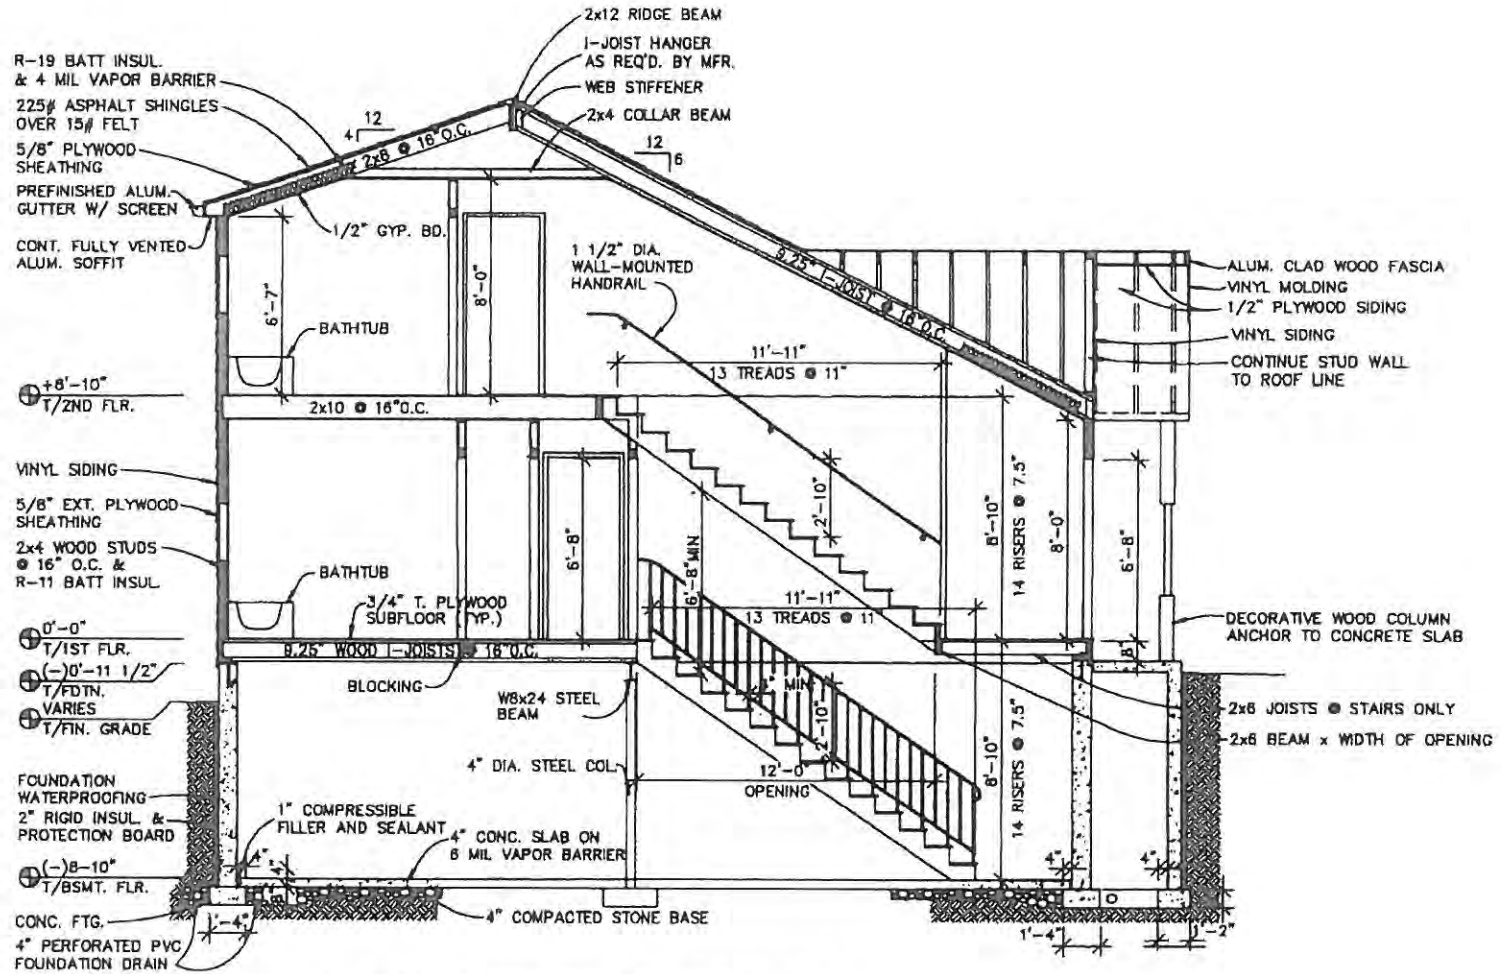 2x12 RIDGE BEAM
I-JOIST HANGER
AS REQ'D. BY MFR.
WEB STIFFENER
2x4 COLLAR BEAM
R-19 BATT INSUL.
& 4 MIL VAPOR BARRIER
225# ASPHALT SHINGLES
OVER 15# FELT
5/8" PLYWOOD
SHEATHING
PREFINISHED ALUM.
GUTTER W/ SCREEN
CONT. FULLY VENTED
ALUM. SOFFIT
12
4
2x8 @ 16" O.C.
12
6
1/2" GYP. BD.
1 1/2" DIA.
WALL-MOUNTED
HANDRAIL
9.25" I-JOIST @ 16" O.C.
ALUM. CLAD WOOD FASCIA
VINYL MOLDING
1/2" PLYWOOD SIDING
VINYL SIDING
CONTINUE STUD WALL
TO ROOF LINE
6'-7"
8'-0"
BATHTUB
11'-11"
13 TREADS @ 11"
+8'-10"
T/2ND FLR.
2x10 @ 16"O.C.
VINYL SIDING
5/8" EXT. PLYWOOD
SHEATHING
2x4 WOOD STUDS
@ 16" O.C. &
R-11 BATT INSUL.
6'-8"
6'-8"MIN
2'-10"
8'-10"
14 RISERS @ 7.5"
8'-0"
6'-8"
BATHTUB
3/4" T. PLYWOOD
SUBFLOOR (TYP.)
11'-11"
13 TREADS @ 11
DECORATIVE WOOD COLUMN
ANCHOR TO CONCRETE SLAB
0'-0"
T/1ST FLR.
9.25" WOOD I-JOISTS @ 16"O.C.
8"
(-)0'-11 1/2"
T/FDTN.
VARIES
T/FIN. GRADE
BLOCKING
W8x24 STEEL
BEAM
MIN
2'-10"
8'-10"
14 RISERS @ 7.5"
2x6 JOISTS @ STAIRS ONLY
2x6 BEAM x WIDTH OF OPENING
4" DIA. STEEL COL.
12'-0"
OPENING
FOUNDATION
WATERPROOFING
2" RIGID INSUL. &
PROTECTION BOARD
1" COMPRESSIBLE
FILLER AND SEALANT
4" CONC. SLAB ON
6 MIL VAPOR BARRIER
4"
4"
4"
4"
(-)8-10"
T/BSMT. FLR.
8"
CONC. FTG.
1'-4"
4" PERFORATED PVC
FOUNDATION DRAIN
4" COMPACTED STONE BASE
1'-4"
1'-2"